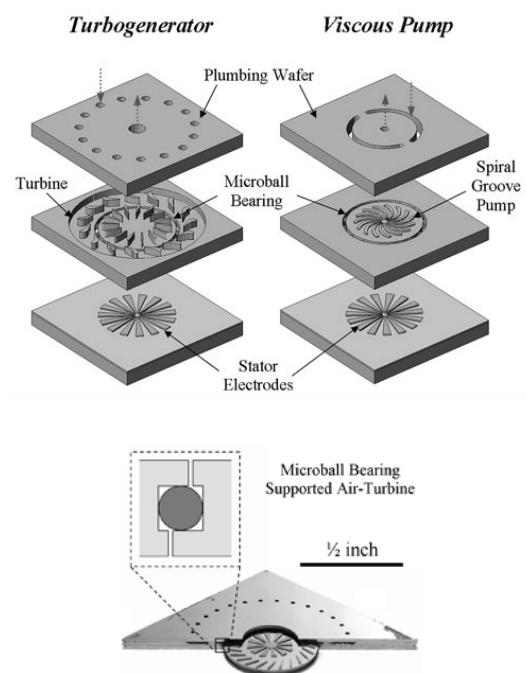 Turbogenerator
Viscous Pump
Plumbing Wafer
Turbine
Microball
Bearing
Spiral
Groove
Pump
Stator
Electrodes
Microball Bearing
Supported Air-Turbine
½ inch